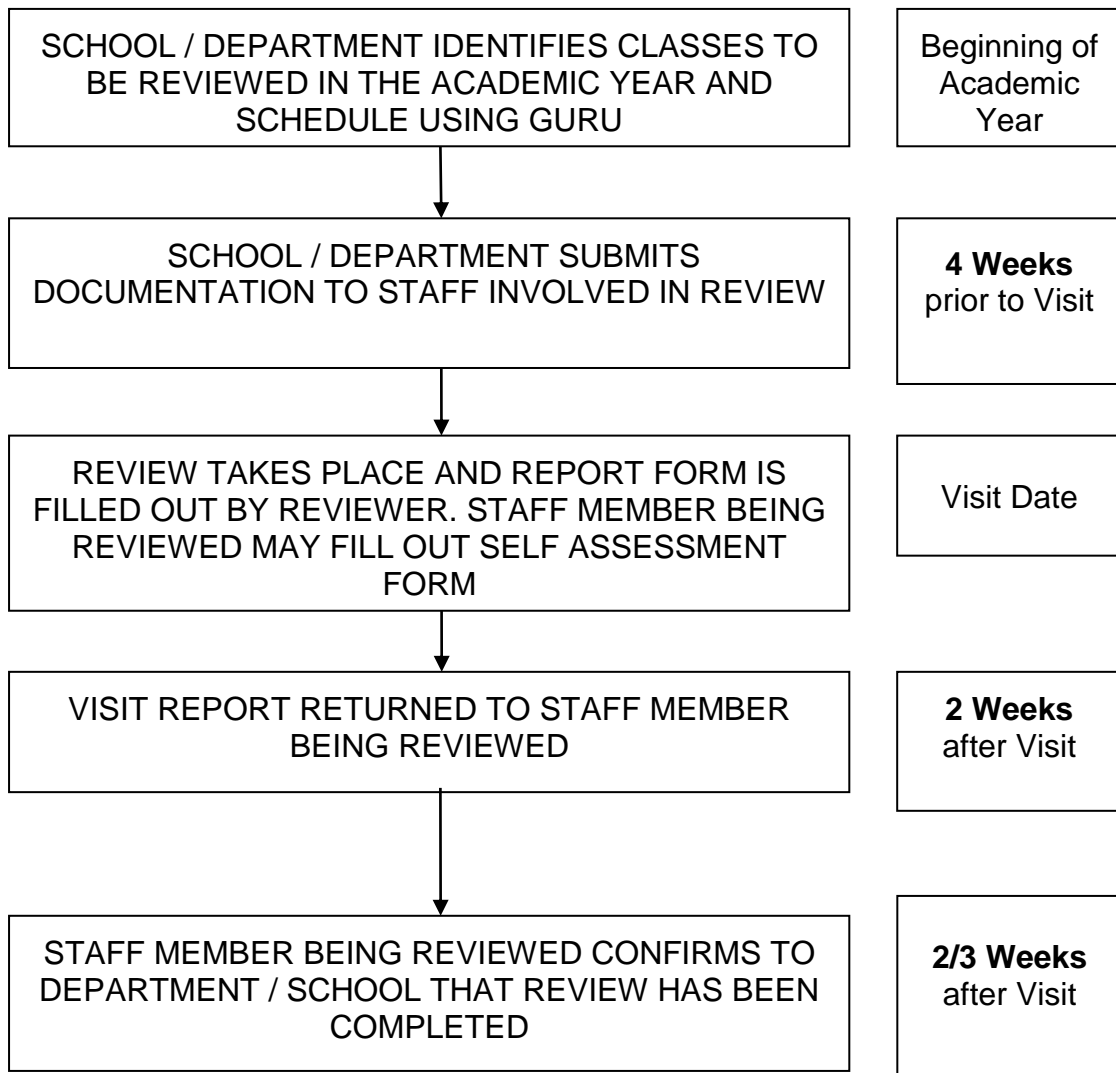 SCHOOL / DEPARTMENT IDENTIFIES CLASSES TO
BE REVIEWED IN THE ACADEMIC YEAR AND
SCHEDULE USING GURU
Beginning of
Academic
Year
SCHOOL / DEPARTMENT SUBMITS
DOCUMENTATION TO STAFF INVOLVED IN REVIEW
4 Weeks
prior to Visit
REVIEW TAKES PLACE AND REPORT FORM IS
FILLED OUT BY REVIEWER. STAFF MEMBER BEING
REVIEWED MAY FILL OUT SELF ASSESSMENT
FORM
Visit Date
VISIT REPORT RETURNED TO STAFF MEMBER
BEING REVIEWED
2 Weeks
after Visit
STAFF MEMBER BEING REVIEWED CONFIRMS TO
DEPARTMENT / SCHOOL THAT REVIEW HAS BEEN
COMPLETED
2/3 Weeks
after Visit